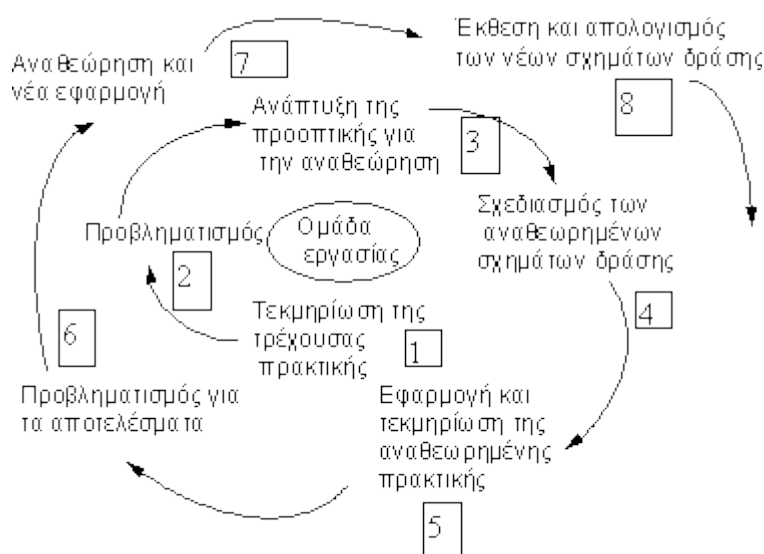 Έκθεση και απολογισμός
των νέων σχημάτων δράσης
8
Αναθεώρηση και
νέα εφαρμογή
7
Ανάπτυξη της
προοπτικής για
την αναθεώρηση
3
Προβληματισμός
2
Ομάδα
εργασίας
Σχεδιασμός των
αναθεωρημένων
σχημάτων δράσης
4
Τεκμηρίωση της
τρέχουσας
πρακτικής
1
6
Προβληματισμός για
τα αποτελέσματα
Εφαρμογή και
τεκμηρίωση της
αναθεωρημένης
πρακτικής
5